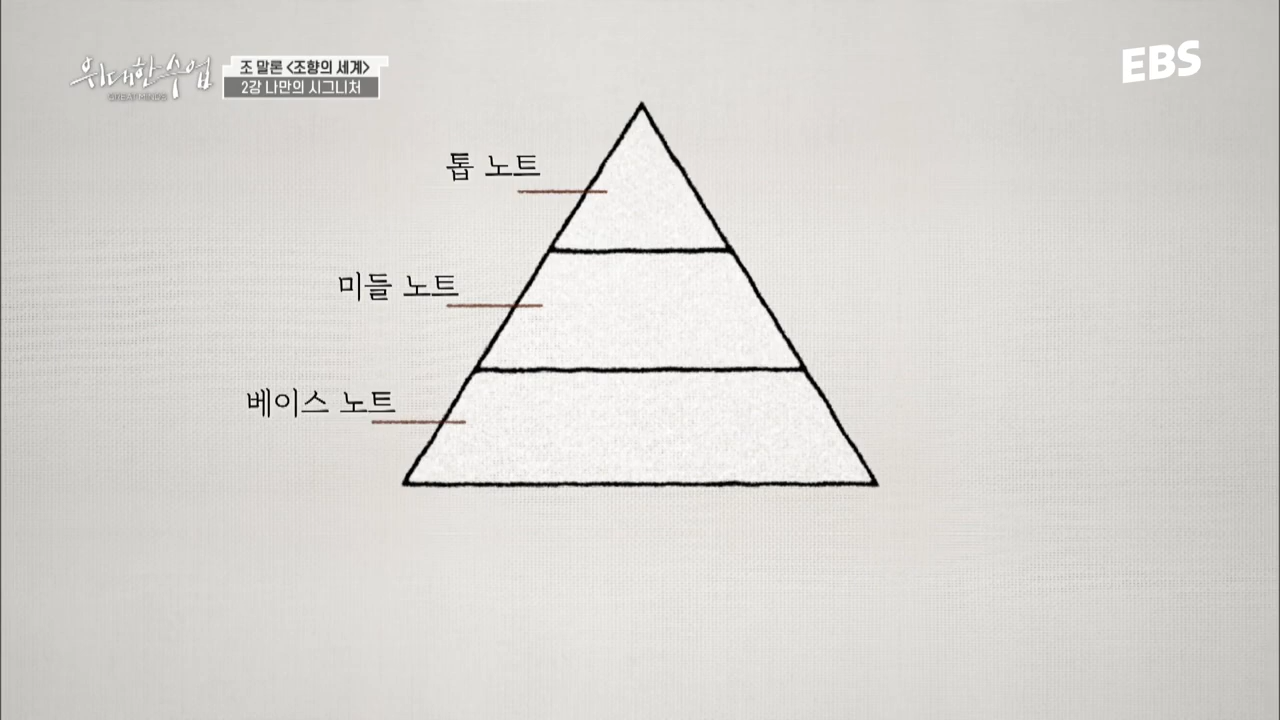 위대한 수업
GREAT MINDS
조 말론 <조향의 세계>
2강 나만의 시그니처
EBS
톱 노트
미들 노트
베이스 노트